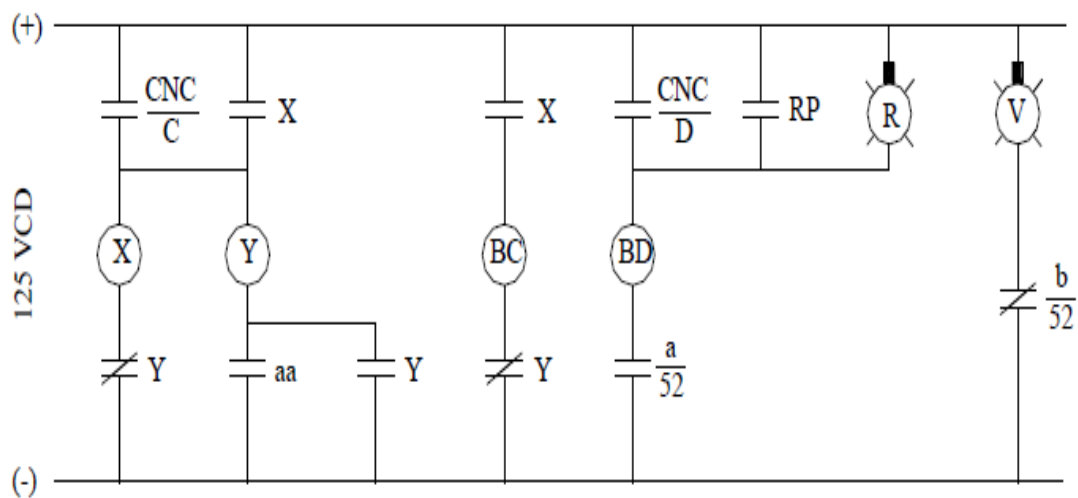 (+)
CNC
C
X
X
CNC
D
RP
R
V
125 VCD
X
Y
BC
BD
b
52
Y
aa
Y
Y
a
52
(-)